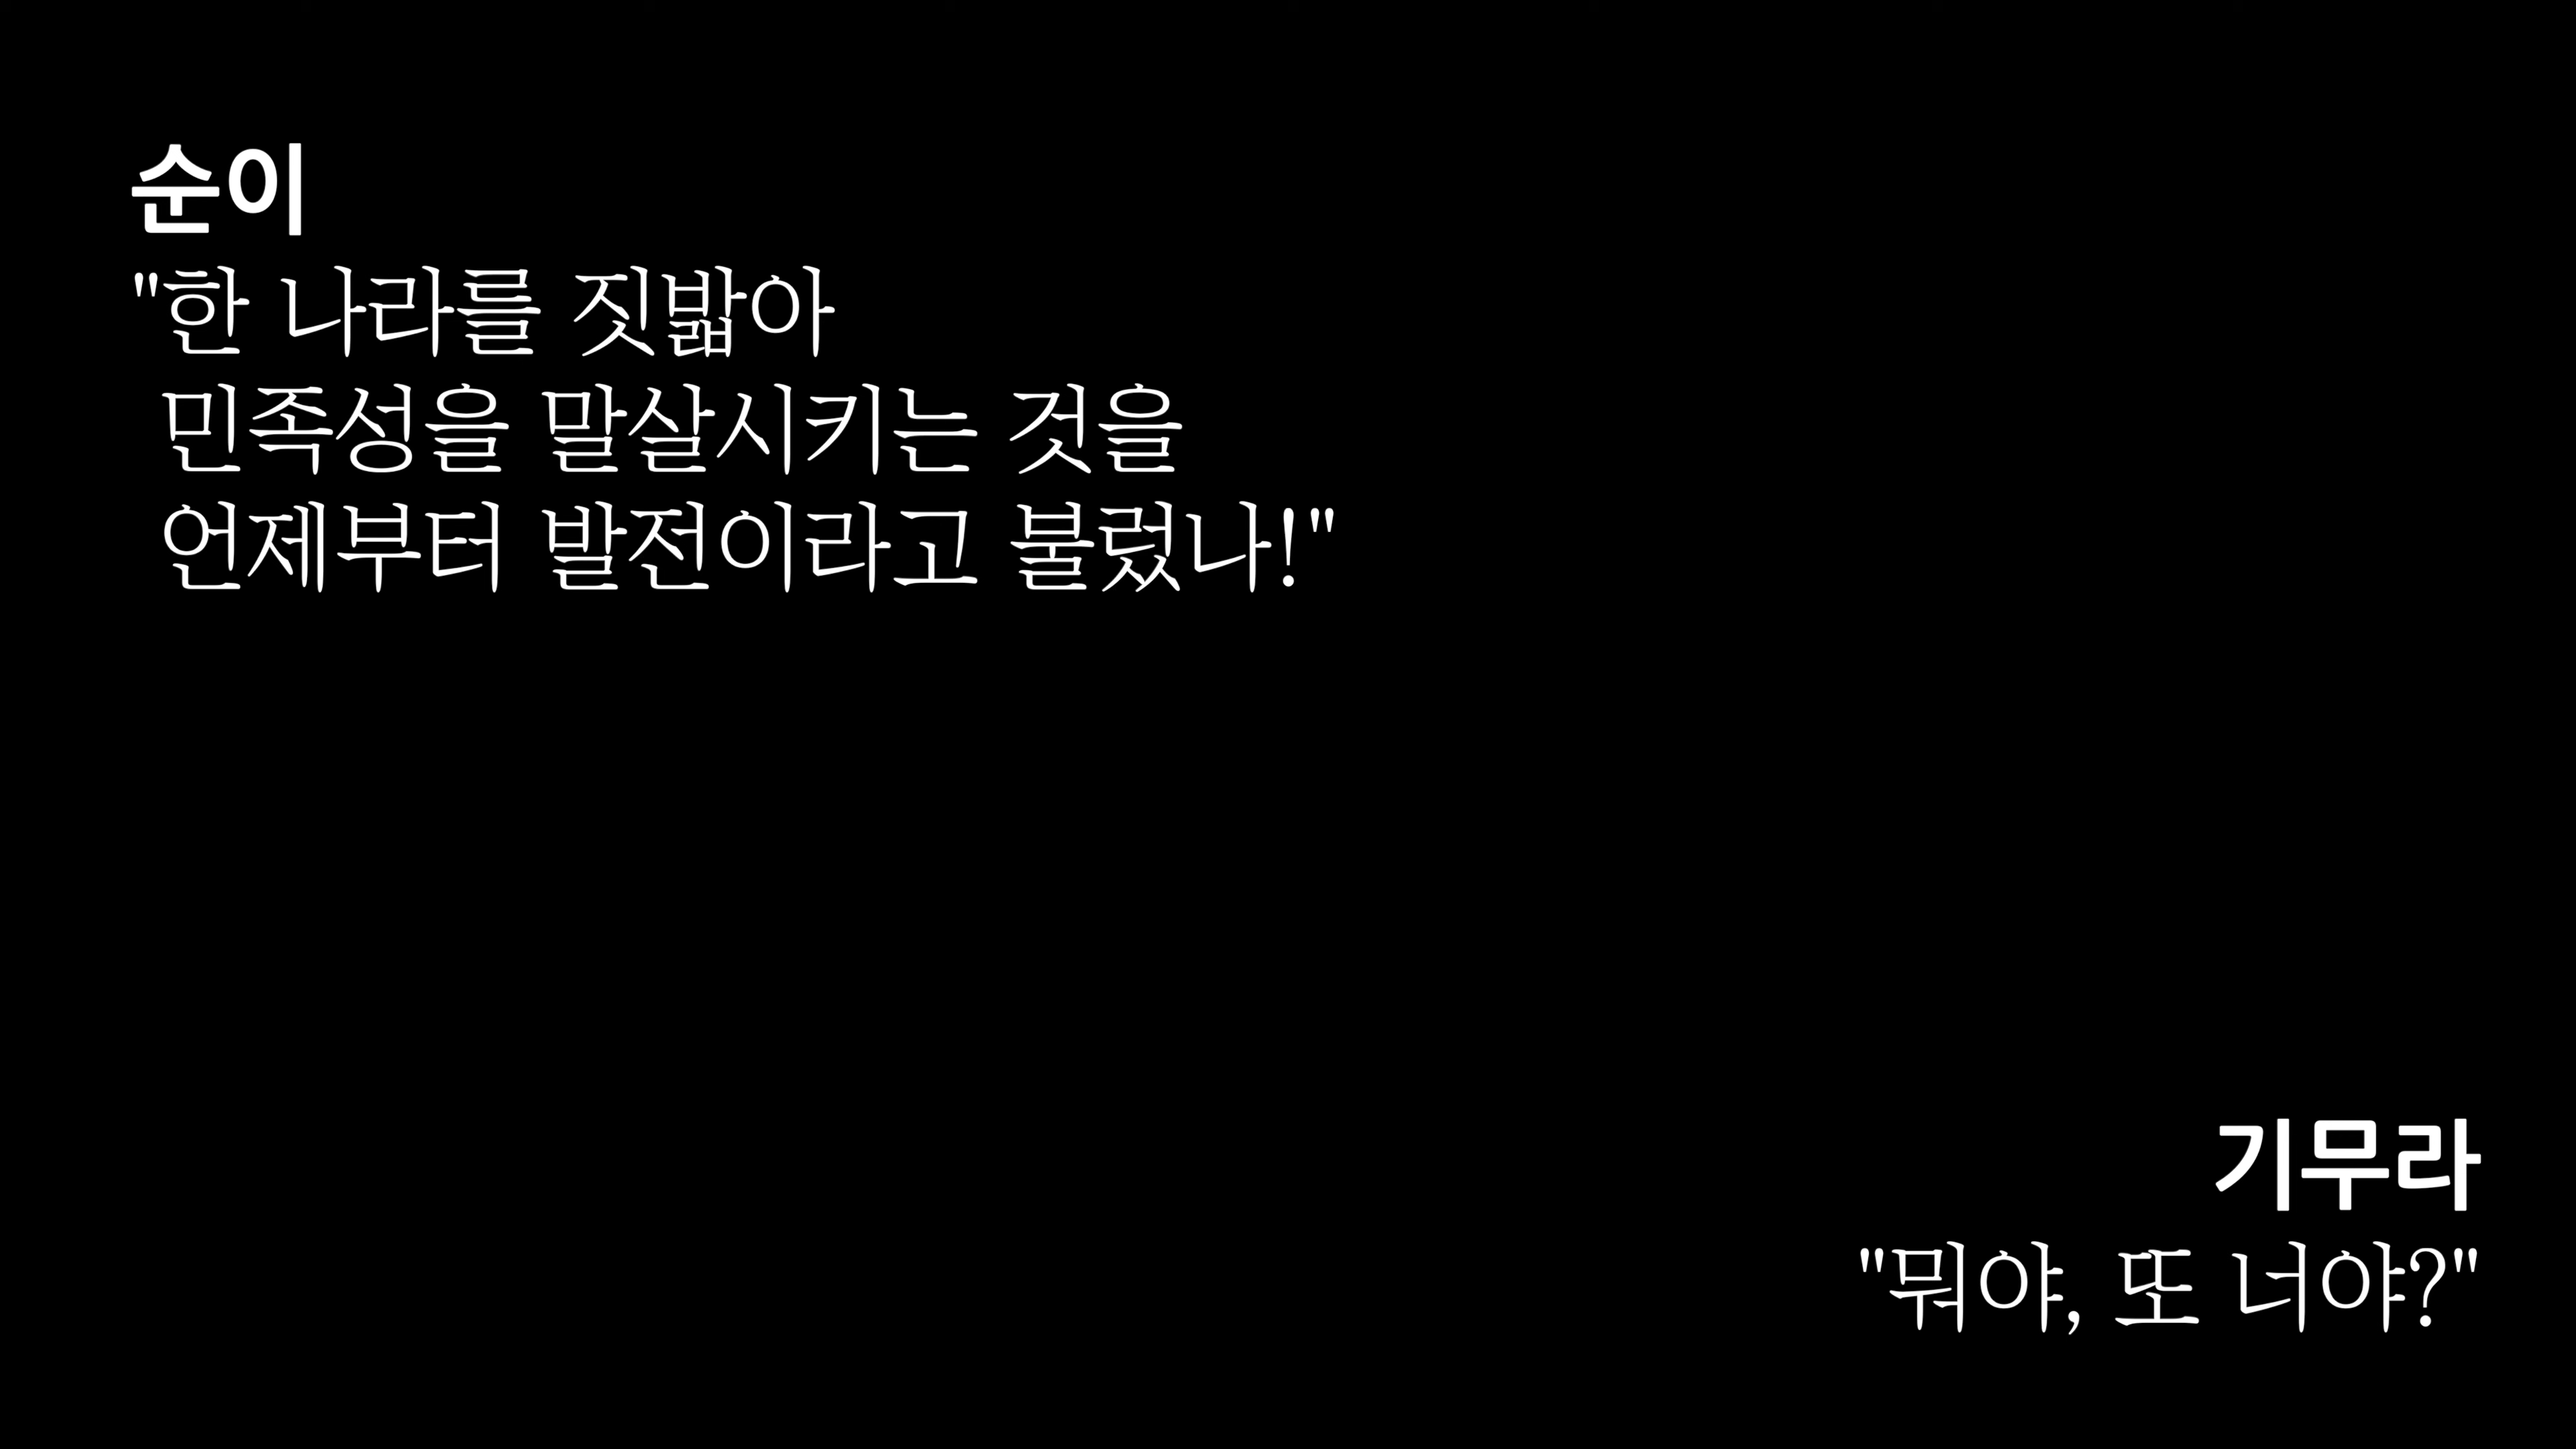 순이
"한 나라를 짓밟아
민족성을 말살시키는 것을
언제부터 발전이라고 불렀나!"
기무라
"뭐야, 또 너야?"